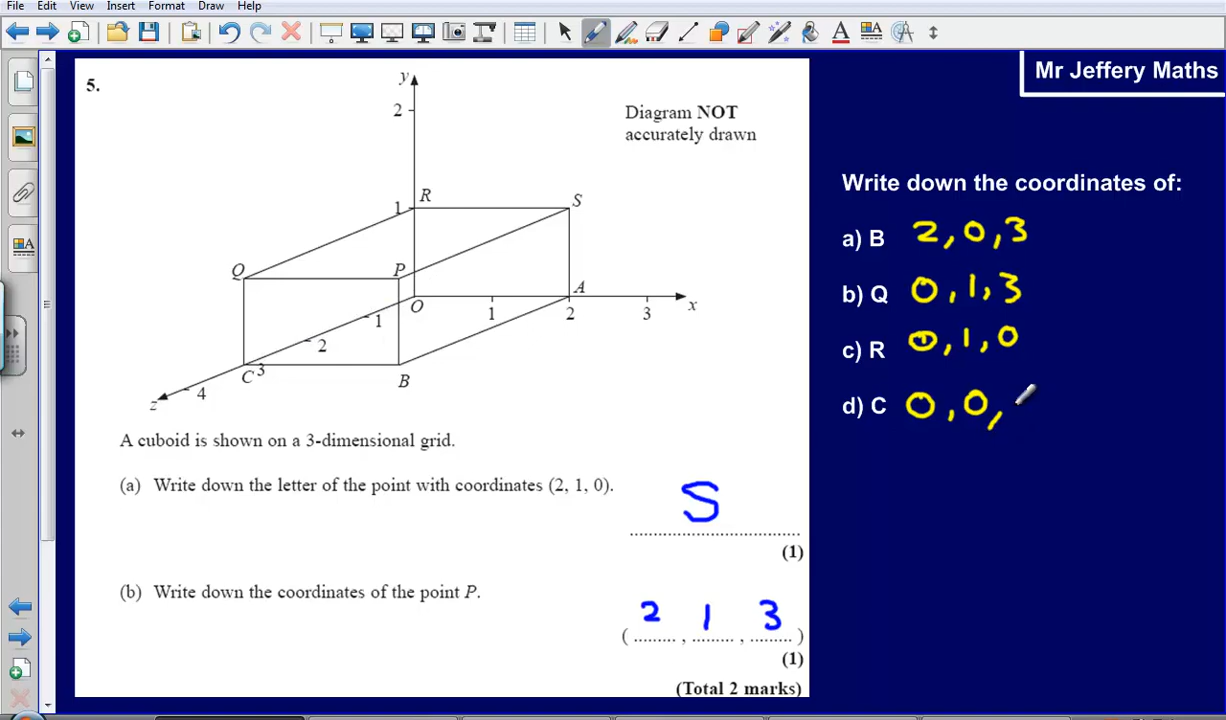 File Edit View Insert Format Draw Help
Mr Jeffery Maths
5.
y
2
Diagram NOT
accurately drawn
Write down the coordinates of:
R
S
1
a) B 2, 0, 3
Q
P
A
b) Q 0, 1, 3
O
x
1
1
2
3
2
c) R 0, 1, 0
C
3
B
z
4
d) C 0, 0,
A cuboid is shown on a 3-dimensional grid.
(a) Write down the letter of the point with coordinates (2, 1, 0).
S
(1)
(b) Write down the coordinates of the point P.
( 2 , 1 , 3 )
(1)
(Total 2 marks)